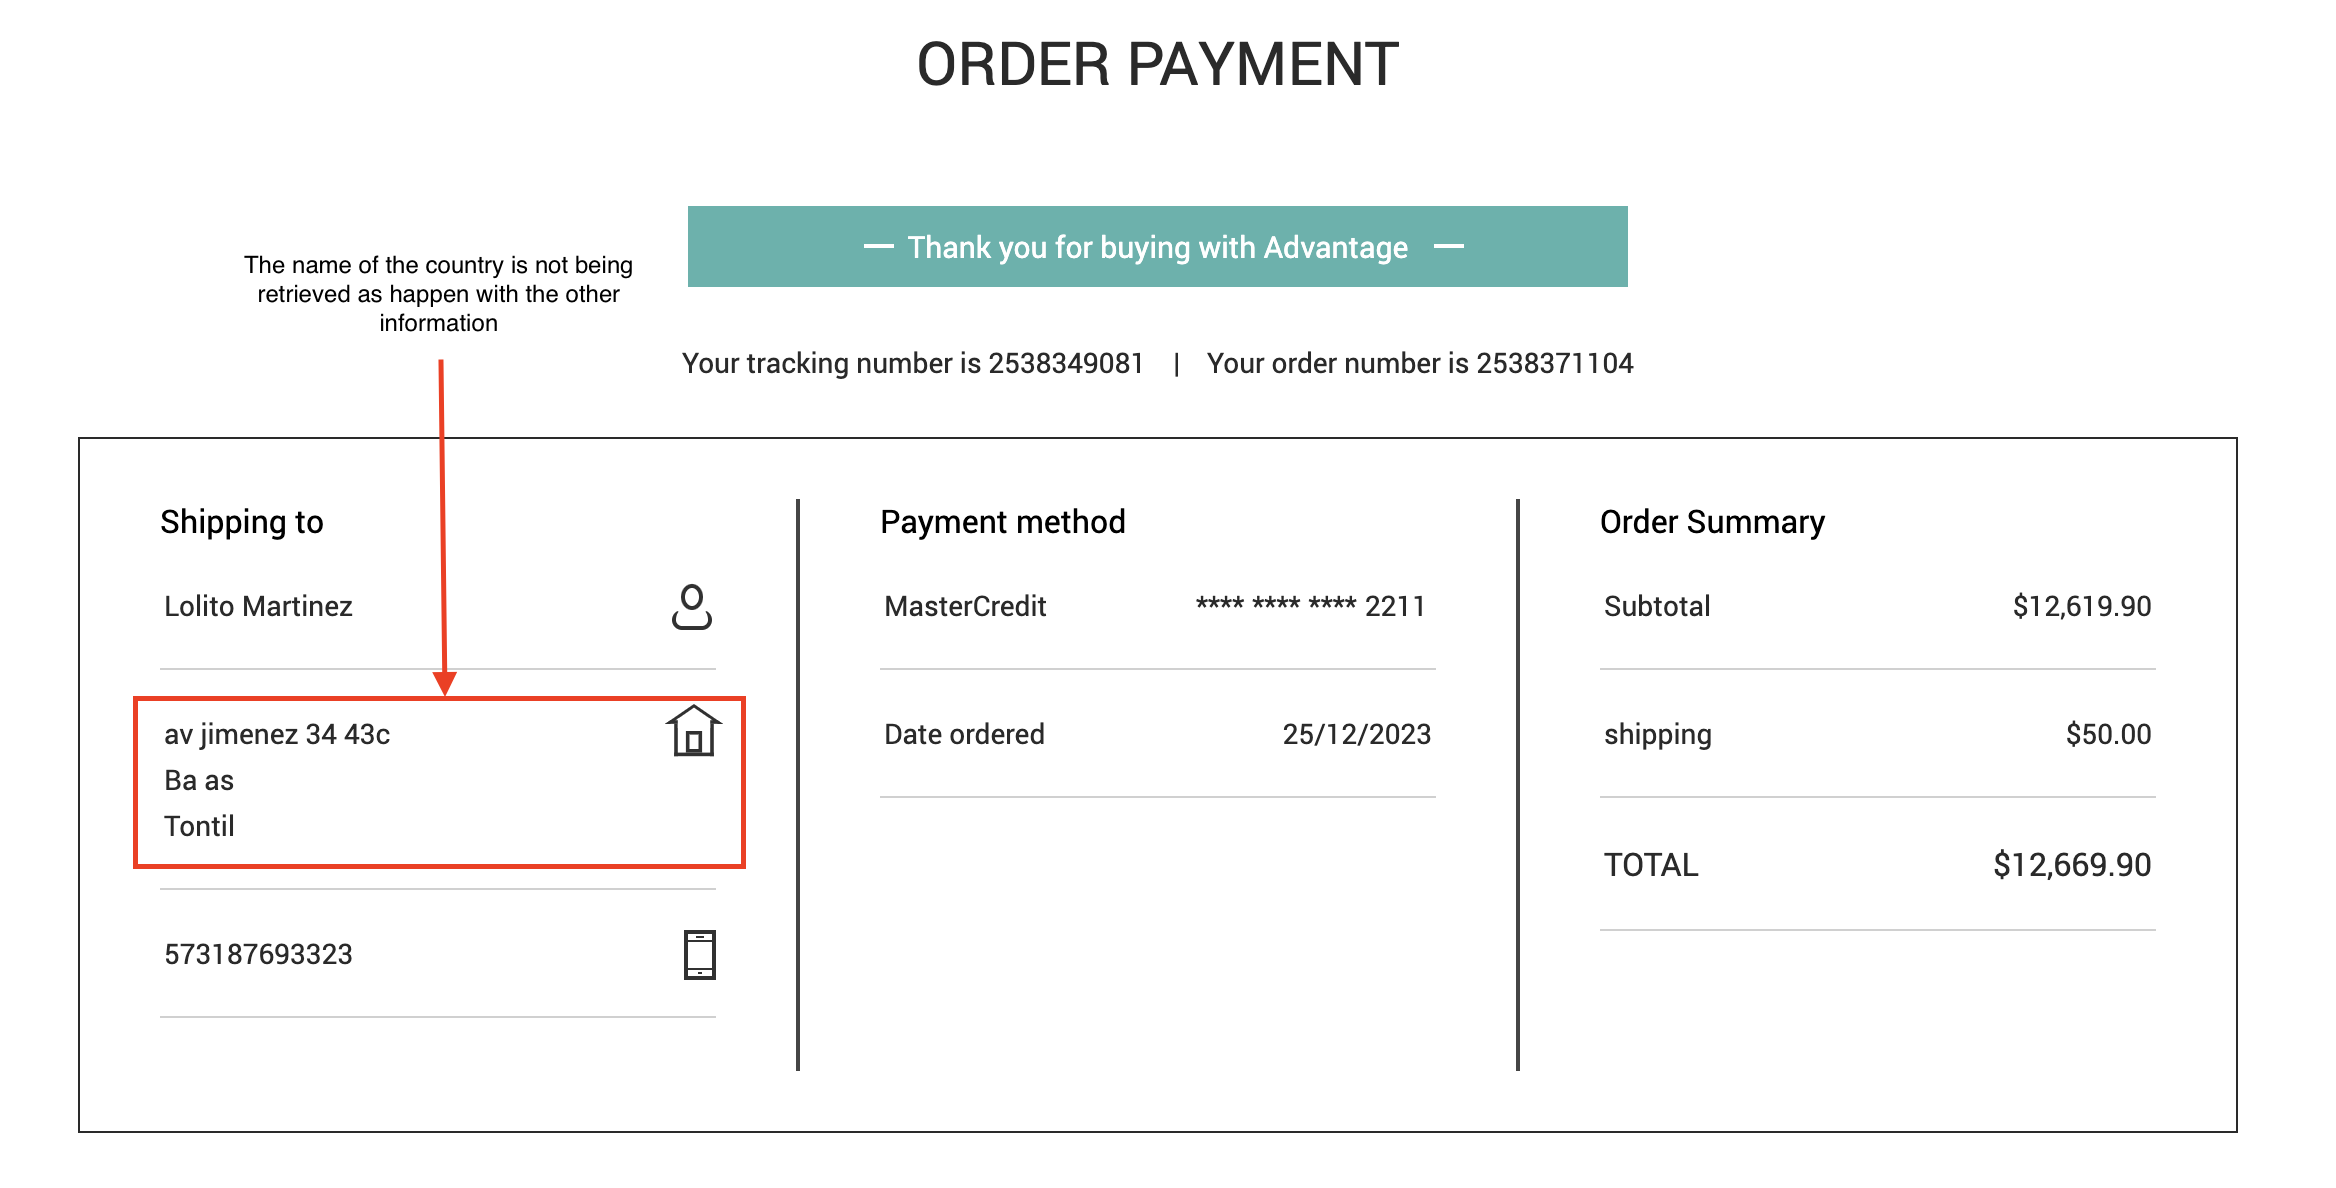 ORDER PAYMENT
— Thank you for buying with Advantage —
The name of the country is not being
retrieved as happen with the other
information
Your tracking number is 2538349081 | Your order number is 2538371104
Shipping to
Lolito Martinez
av jimenez 34 43c
Ba as
Tontil
573187693323
Payment method
MasterCredit **** **** **** 2211
Date ordered 25/12/2023
Order Summary
Subtotal $12,619.90
shipping $50.00
TOTAL $12,669.90